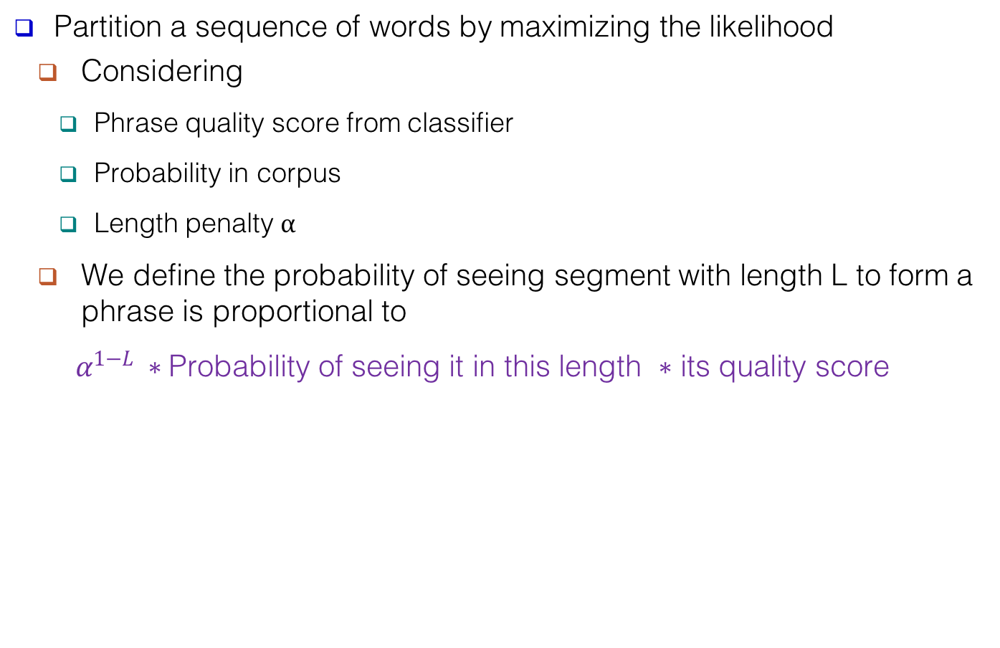 ❑ Partition a sequence of words by maximizing the likelihood
❑ Considering
❑ Phrase quality score from classifier
❑ Probability in corpus
❑ Length penalty α
❑ We define the probability of seeing segment with length L to form a
phrase is proportional to
𝛼^{1−𝐿} ∗ Probability of seeing it in this length ∗ its quality score